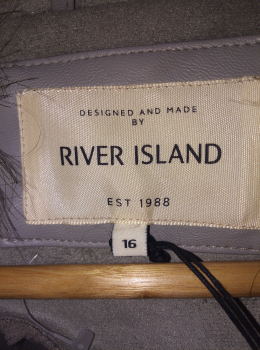 DESIGNED AND MADE
BY
RIVER ISLAND
EST 1988
16